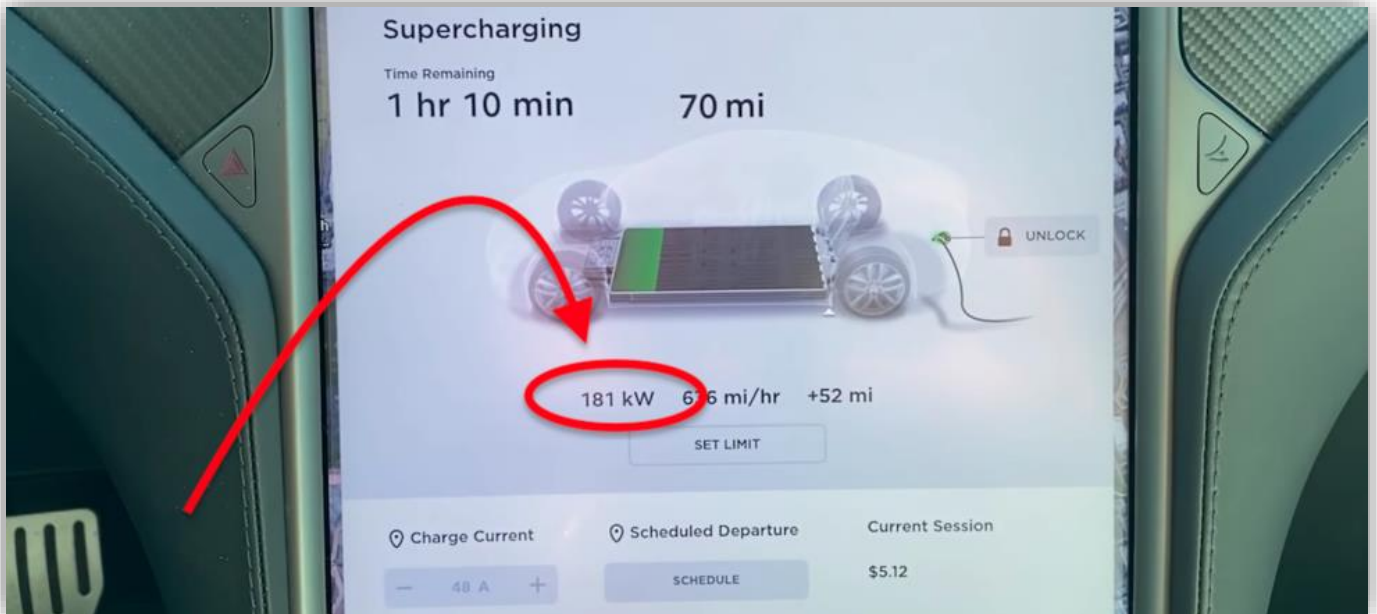 Supercharging
Time Remaining
1 hr 10 min 70 mi
UNLOCK
181 kW mi/hr +52 mi
SET LIMIT
Charge Current Scheduled Departure Current Session
− 48 A + SCHEDULE $5.12